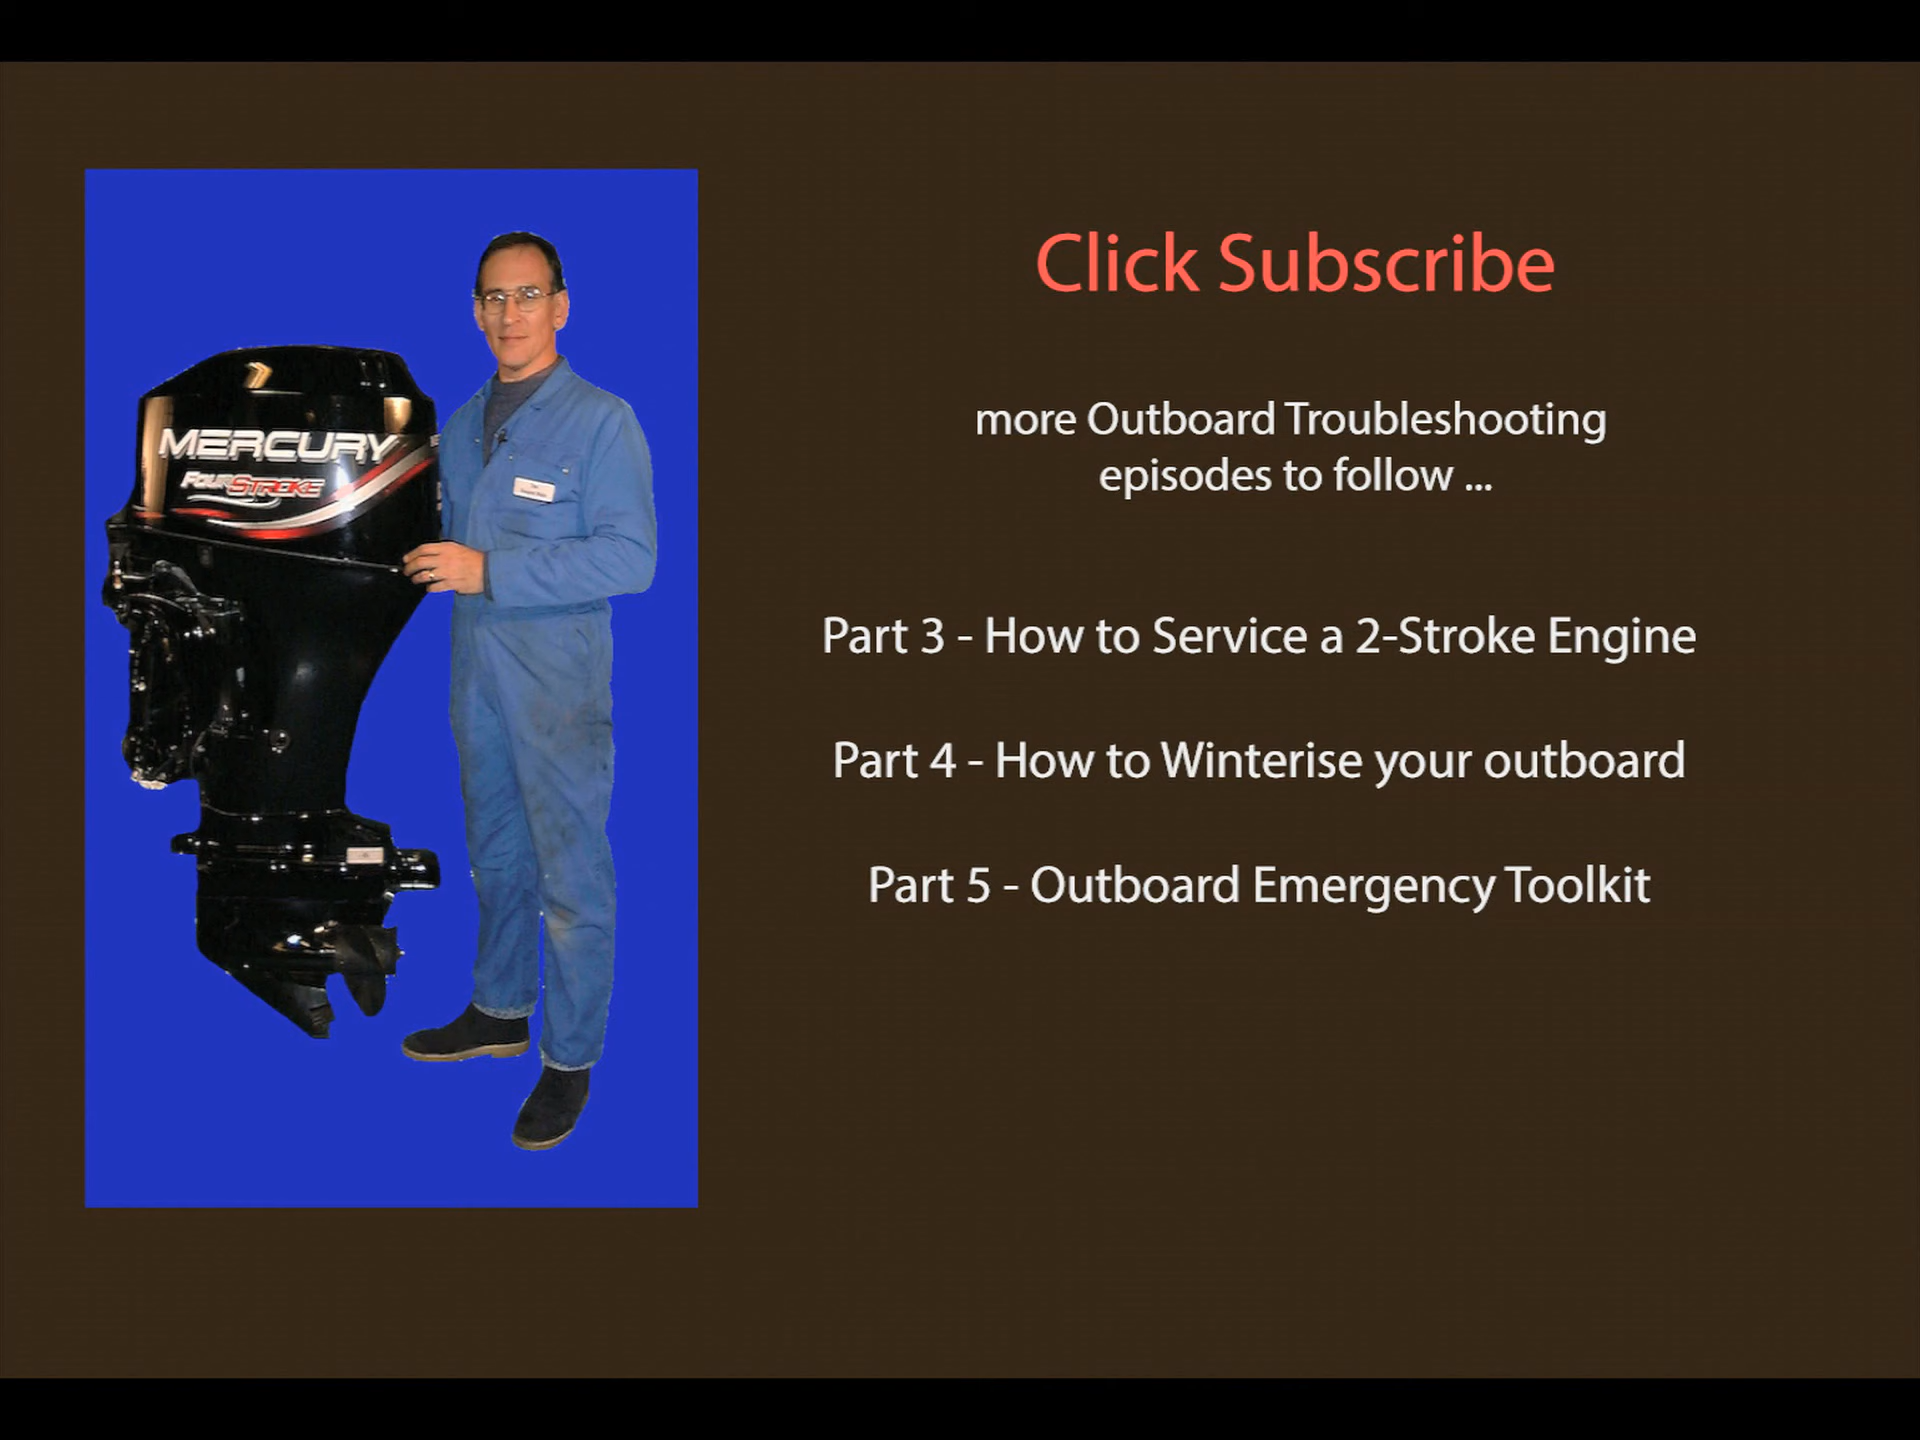 MERCURY
FOURSTROKE
Click Subscribe
more Outboard Troubleshooting
episodes to follow ...
Part 3 - How to Service a 2-Stroke Engine
Part 4 - How to Winterise your outboard
Part 5 - Outboard Emergency Toolkit